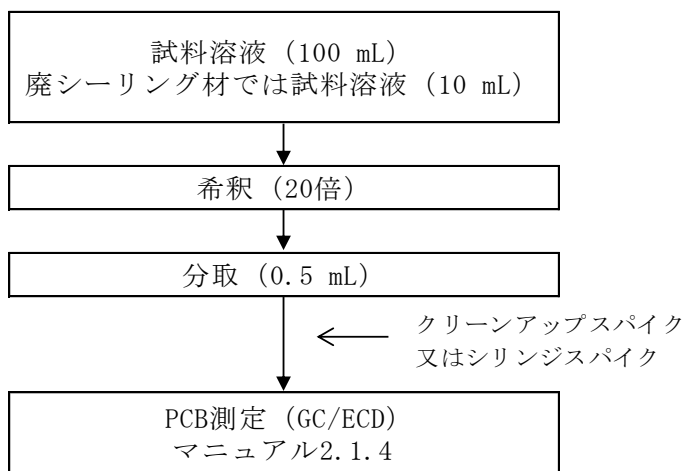 試料溶液 (100 mL)
廃シーリング材では試料溶液 (10 mL)
希釈 (20倍)
分取 (0.5 mL)
クリーンアップスパイク
又はシリンジスパイク
PCB測定 (GC/ECD)
マニュアル2.1.4